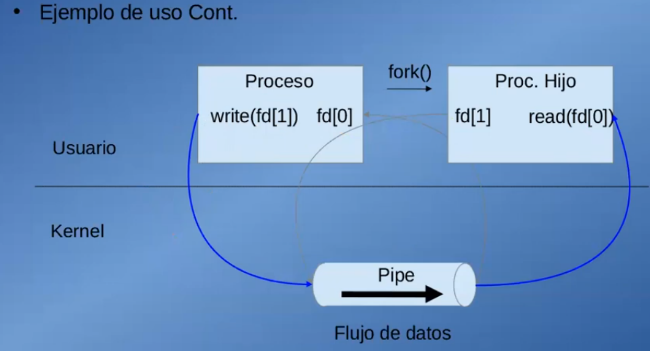 • Ejemplo de uso Cont.
fork()
Proceso
Proc. Hijo
write(fd[1]) fd[0]
fd[1] read(fd[0])
Usuario
Kernel
Pipe
Flujo de datos